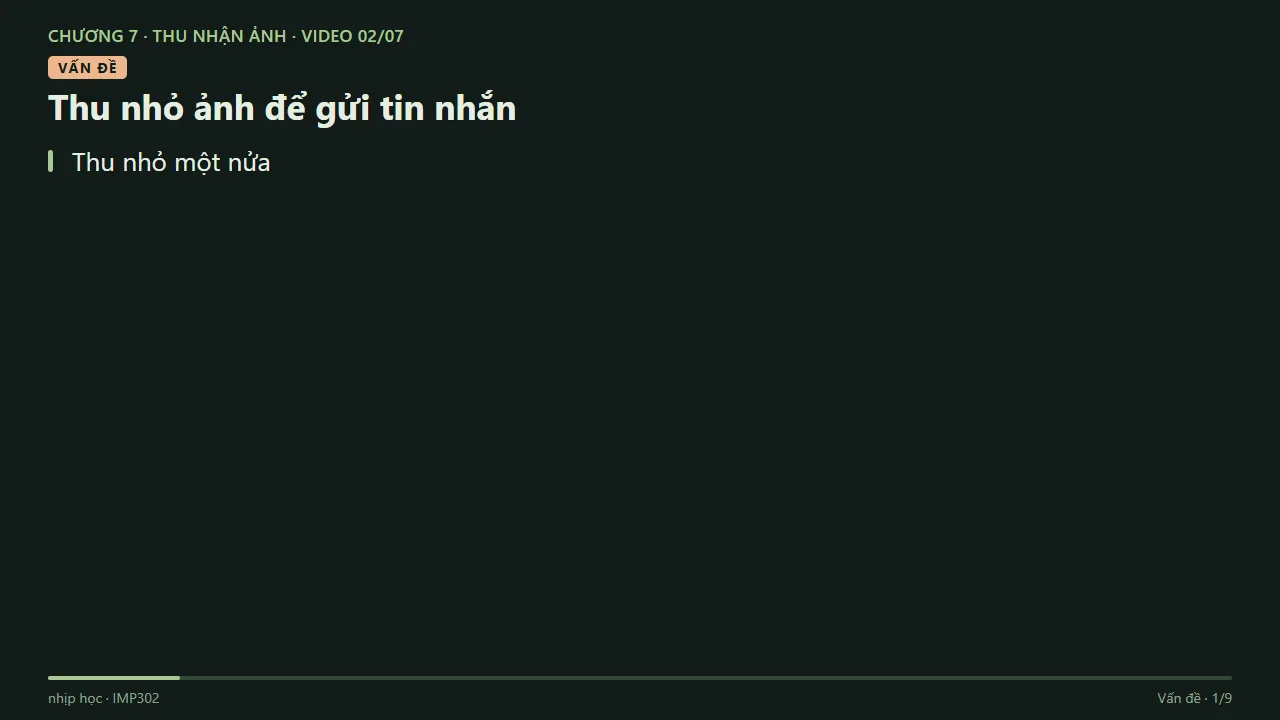 CHƯƠNG 7 · THU NHẬN ẢNH · VIDEO 02/07
VẤN ĐỀ
Thu nhỏ ảnh để gửi tin nhắn
Thu nhỏ một nửa
nhịp học · IMP302
Vấn đề · 1/9